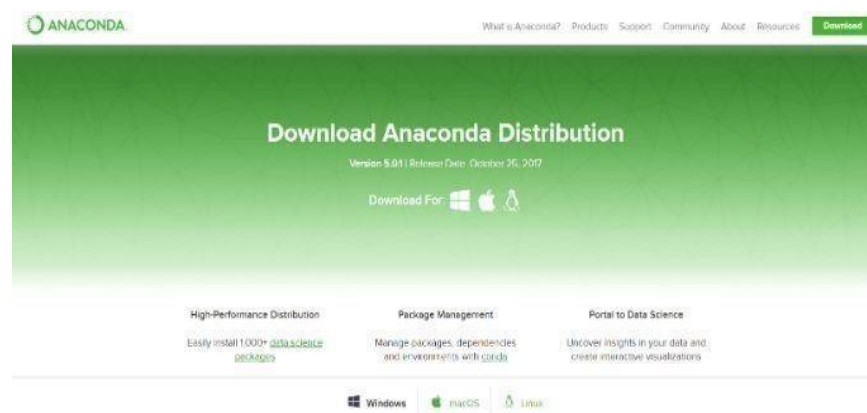 ANACONDA
What is Anaconda? Products Support Community About Resources Download
Download Anaconda Distribution
Version 5.0.1 | Release Date: October 25, 2017
Download For:
High-Performance Distribution
Easily install 1,000+ data science
packages
Package Management
Manage packages, dependencies
and environments with conda
Portal to Data Science
Uncover insights in your data and
create interactive visualizations
Windows macOS Linux